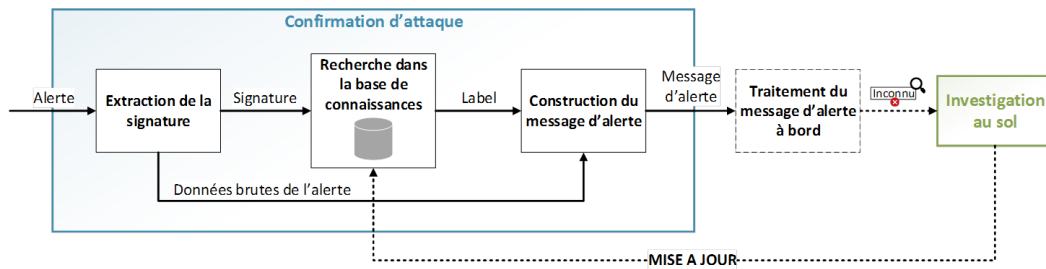 Confirmation d'attaque
Alerte
Extraction de la
signature
Signature
Recherche dans
la base de
connaissances
Label
Construction du
message d'alerte
Message
d'alerte
Traitement du
message d'alerte
à bord
Inconnu
Investigation
au sol
Données brutes de l'alerte
MISE A JOUR